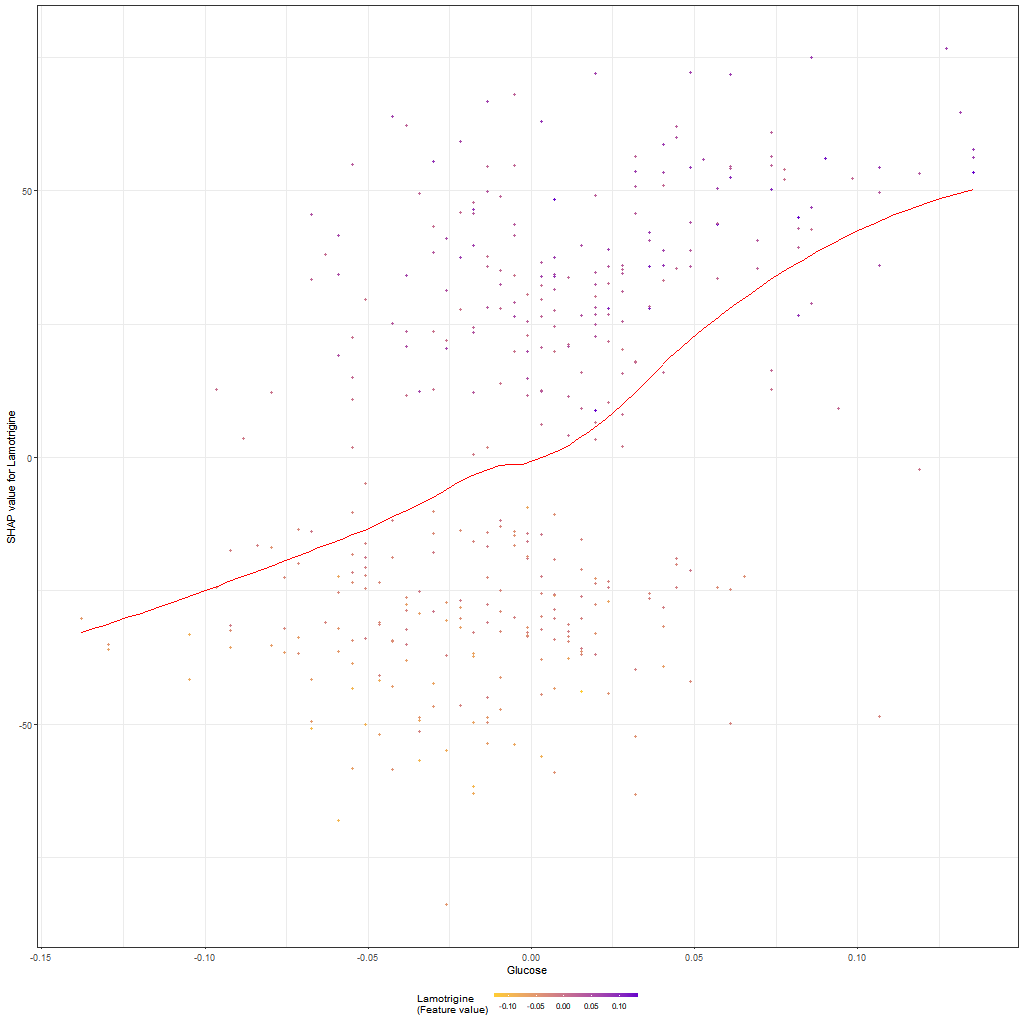 50
0
-50
SHAP value for Lamotrigine
-0.15 -0.10 -0.05 0.00 0.05 0.10
Glucose
Lamotrigine
(Feature value)
-0.10 -0.05 0.00 0.05 0.10